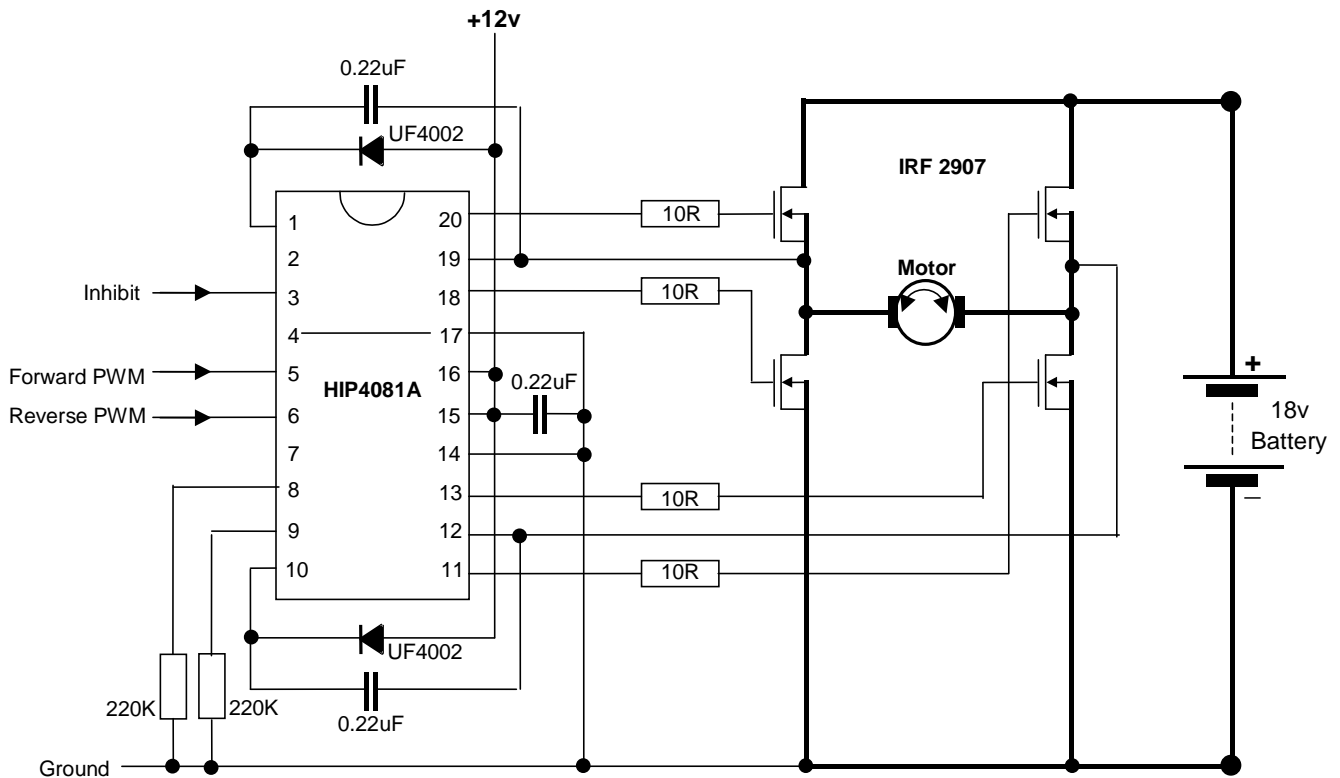 +12v
0.22uF
UF4002
IRF 2907
1
20
10R
2
19
Motor
Inhibit
3
18
10R
4
17
Forward PWM
5
16
0.22uF
HIP4081A
Reverse PWM
6
15
+
18v
Battery
7
14
8
13
10R
–
9
12
10
11
10R
UF4002
220K
220K
0.22uF
Ground